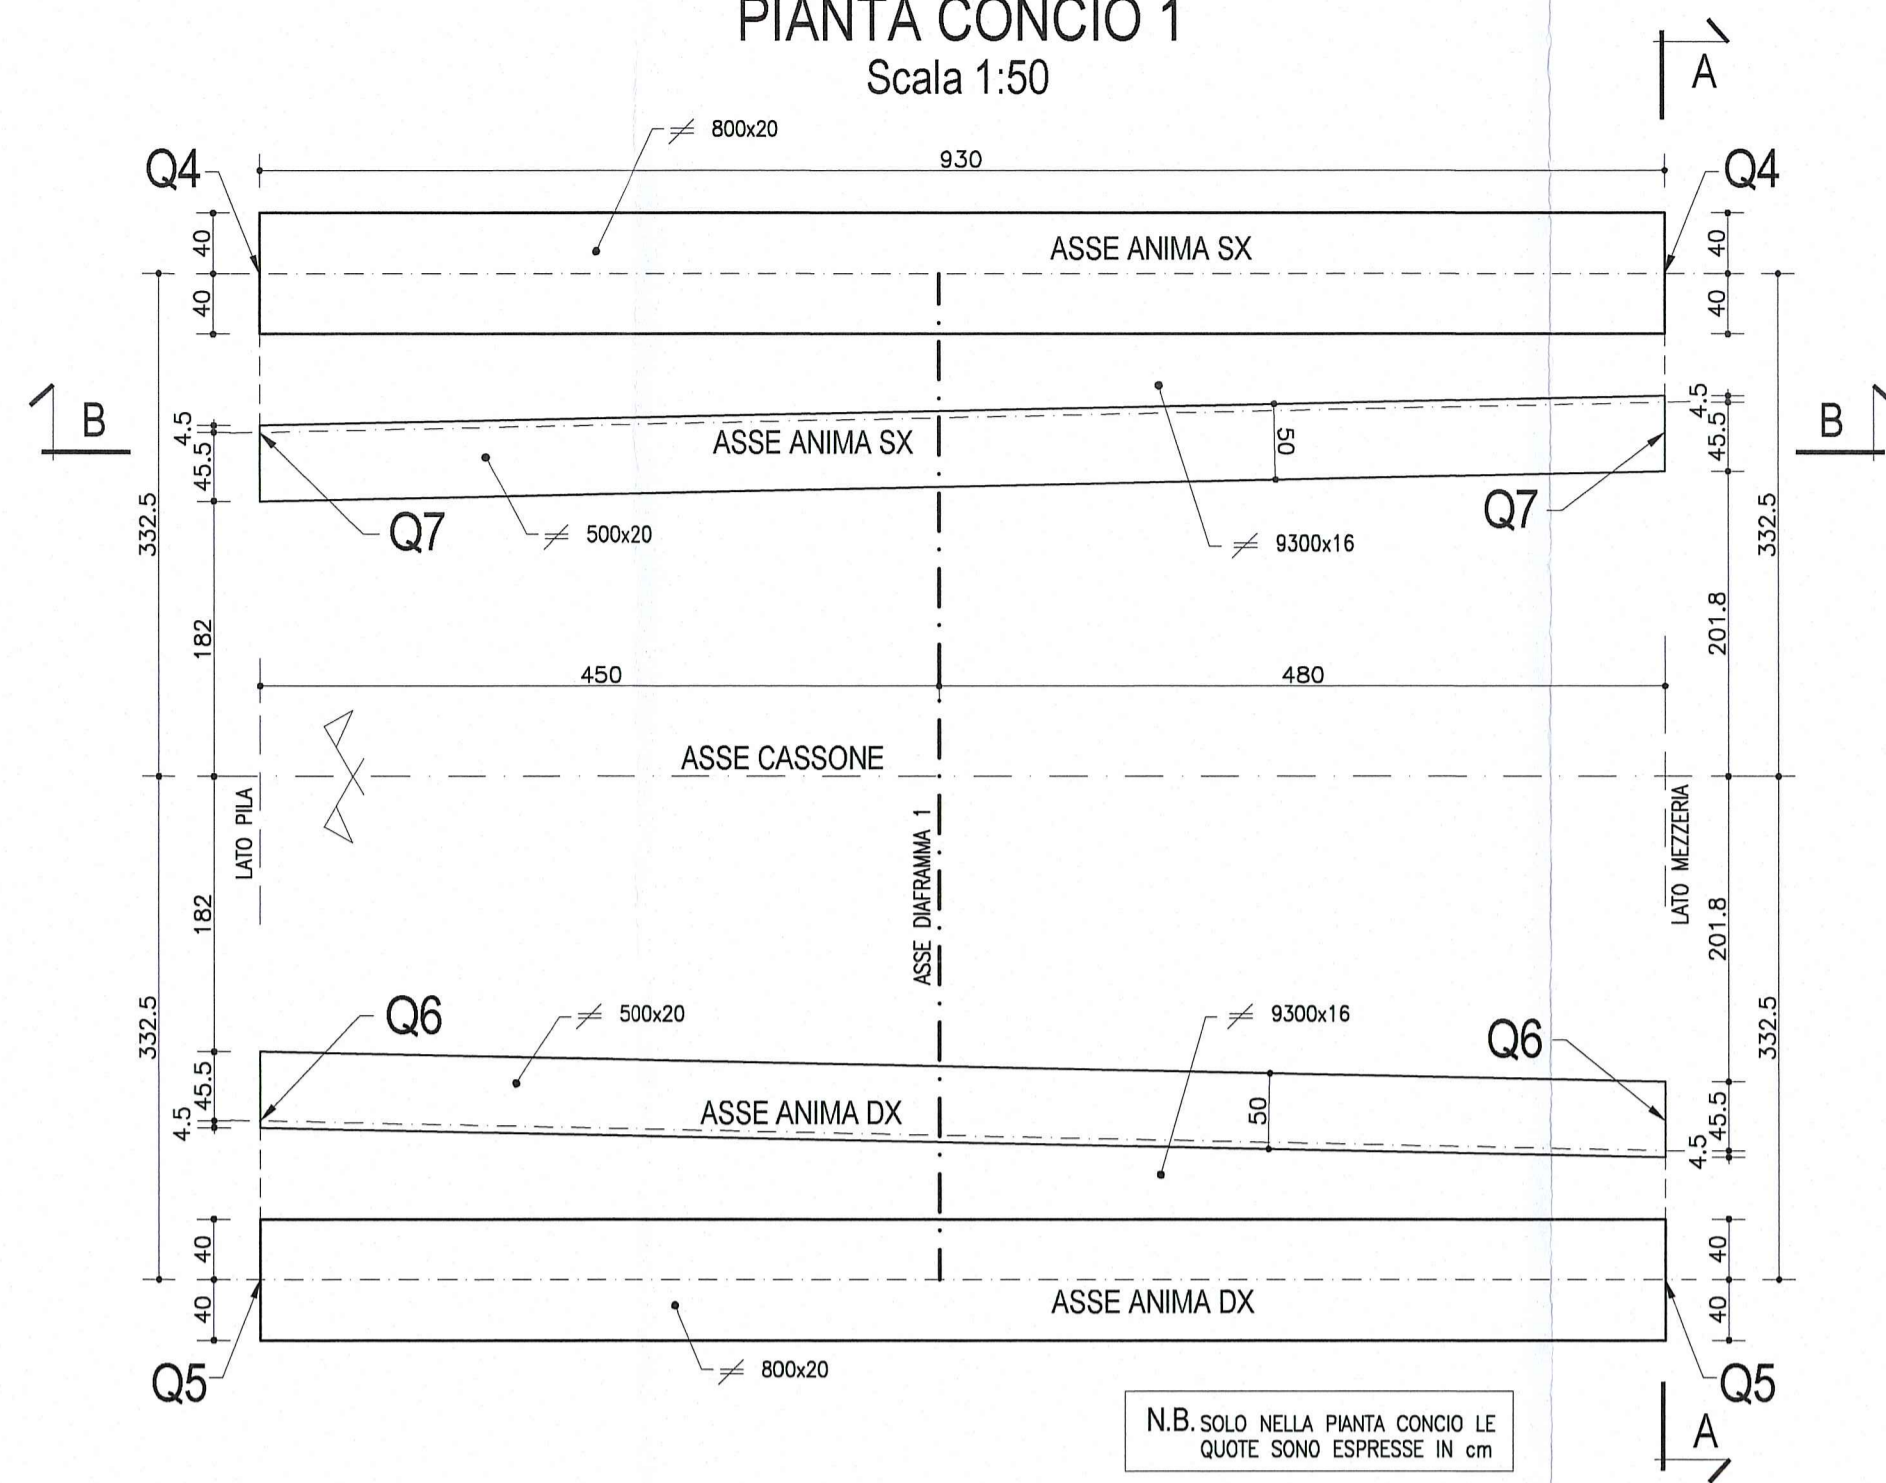 PIANTA CONCIO 1
Scala 1:50
A
800x20
930
Q4
Q4
40
40
ASSE ANIMA SX
40
40
B
4.5
45.5
ASSE ANIMA SX
50
4.5
45.5
B
332.5
Q7
500x20
9300x16
Q7
332.5
182
201.8
450
480
ASSE CASSONE
LATO PILA
ASSE DIAFRAMMA 1
LATO MEZZERIA
182
201.8
332.5
Q6
500x20
9300x16
Q6
332.5
45.5
4.5
ASSE ANIMA DX
50
45.5
4.5
40
40
ASSE ANIMA DX
40
40
Q5
800x20
Q5
N.B. SOLO NELLA PIANTA CONCIO LE
QUOTE SONO ESPRESSE IN cm
A